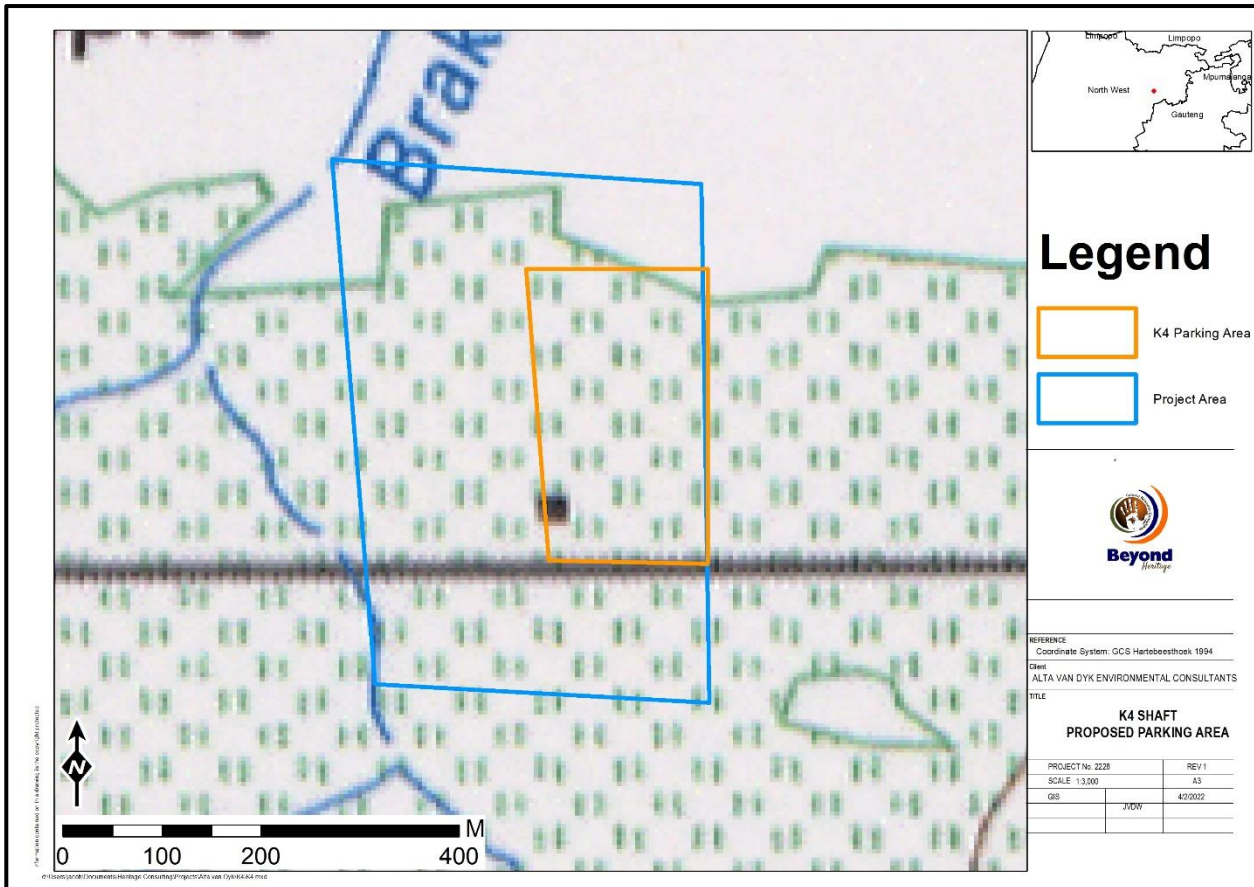 Brak
Limpopo
Limpopo
Mpumalanga
North West
Gauteng
Legend
K4 Parking Area
Project Area
Beyond
Heritage
REFERENCE
Coordinate System: GCS Hartebeesthoek 1994
Client
ALTA VAN DYK ENVIRONMENTAL CONSULTANTS
TITLE
K4 SHAFT
PROPOSED PARKING AREA
PROJECT No. 2228 REV 1
SCALE 1:3,000 A3
GIS 4/2/2022
JVDW
N
M
0 100 200 400